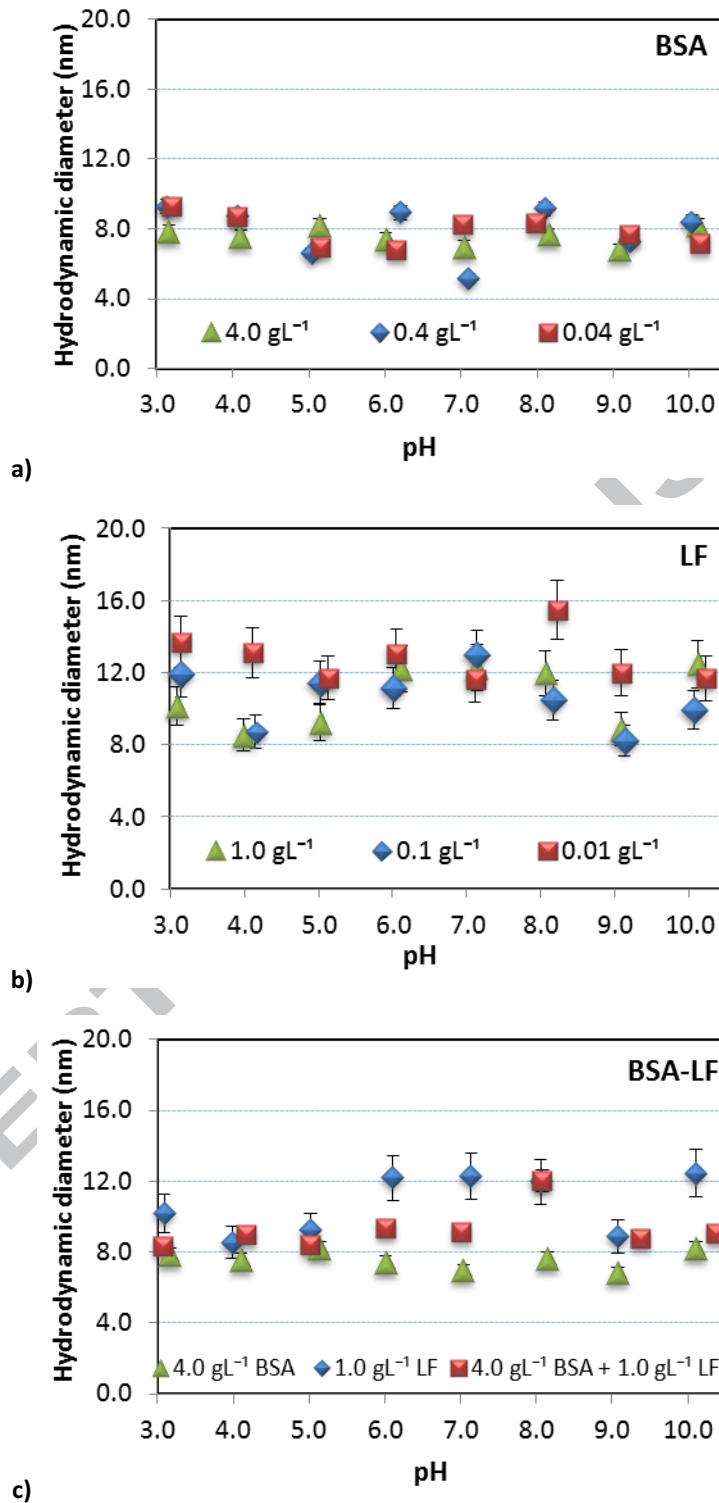 BSA
Hydrodynamic diameter (nm)
20.0
16.0
12.0
8.0
4.0
0.0
4.0 gL⁻¹ 0.4 gL⁻¹ 0.04 gL⁻¹
3.0 4.0 5.0 6.0 7.0 8.0 9.0 10.0
pH
a)
LF
Hydrodynamic diameter (nm)
20.0
16.0
12.0
8.0
4.0
0.0
1.0 gL⁻¹ 0.1 gL⁻¹ 0.01 gL⁻¹
3.0 4.0 5.0 6.0 7.0 8.0 9.0 10.0
pH
b)
BSA-LF
Hydrodynamic diameter (nm)
20.0
16.0
12.0
8.0
4.0
0.0
4.0 gL⁻¹ BSA 1.0 gL⁻¹ LF 4.0 gL⁻¹ BSA + 1.0 gL⁻¹ LF
3.0 4.0 5.0 6.0 7.0 8.0 9.0 10.0
pH
c)